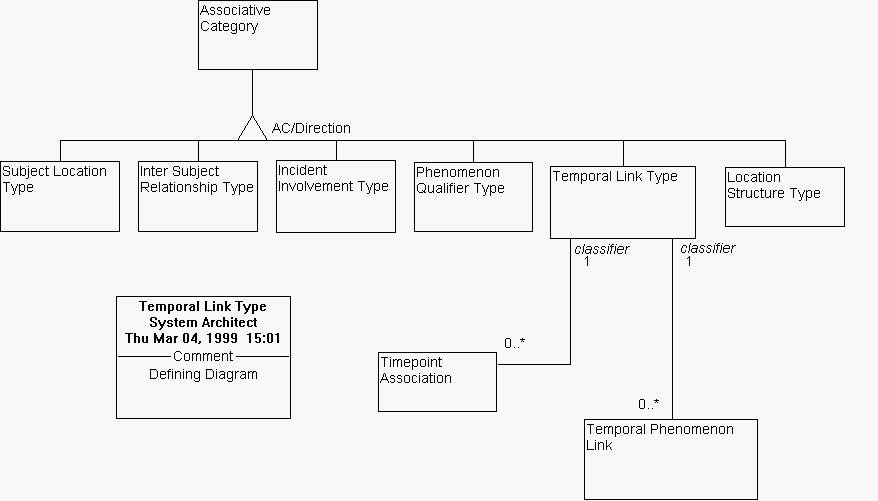 Associative
Category
AC/Direction
Subject Location
Type
Inter Subject
Relationship Type
Incident
Involvement Type
Phenomenon
Qualifier Type
Temporal Link Type
Location
Structure Type
classifier
1
classifier
1
Temporal Link Type
System Architect
Thu Mar 04, 1999 15:01
Comment
Defining Diagram
0..*
Timepoint
Association
0..*
Temporal Phenomenon
Link